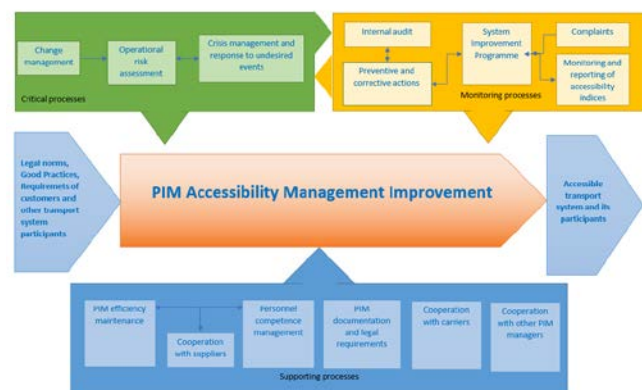 Change
management
Operational
risk
assessment
Crisis management and
response to undesired
events
Critical processes
Internal audit
Preventive and
corrective actions
System
Improvement
Programme
Complaints
Monitoring and
reporting of
accessibility
indices
Monitoring processes
Legal norms,
Good Practices,
Requiremets of
customers and
other transport
system
participants
PIM Accessibility Management Improvement
Accessible
transport
system and its
participants
PIM efficiency
maintenance
Cooperation
with suppliers
Personnel
competence
management
PIM
documentation
and legal
requirements
Cooperation
with carriers
Cooperation
with other PIM
managers
Supporting processes